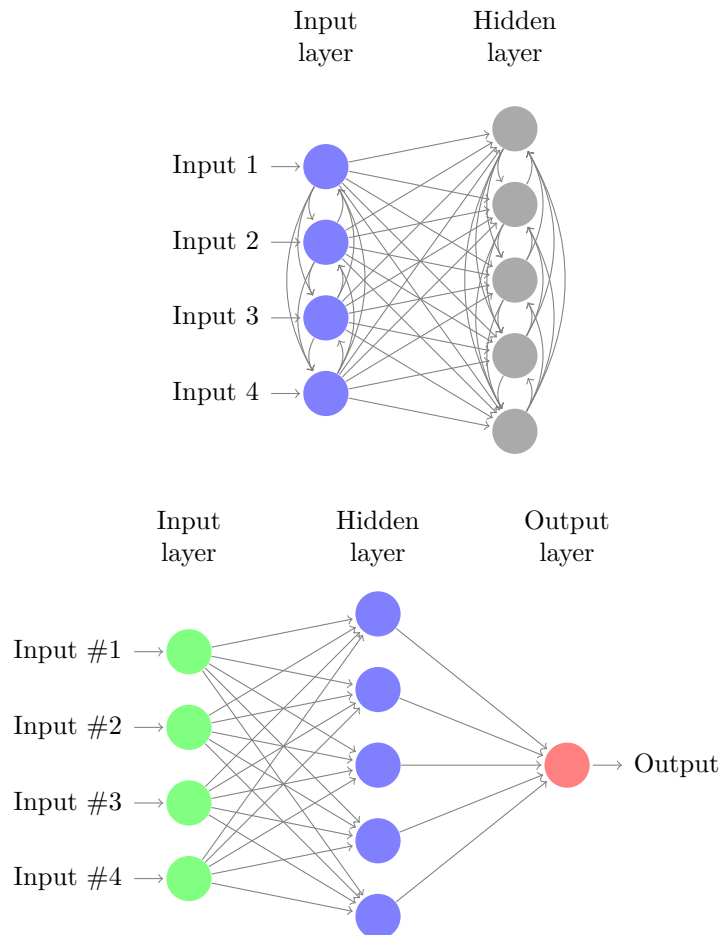 Input
layer
Hidden
layer
Input 1
Input 2
Input 3
Input 4
Input
layer
Hidden
layer
Output
layer
Input #1
Input #2
Input #3
Input #4
Output